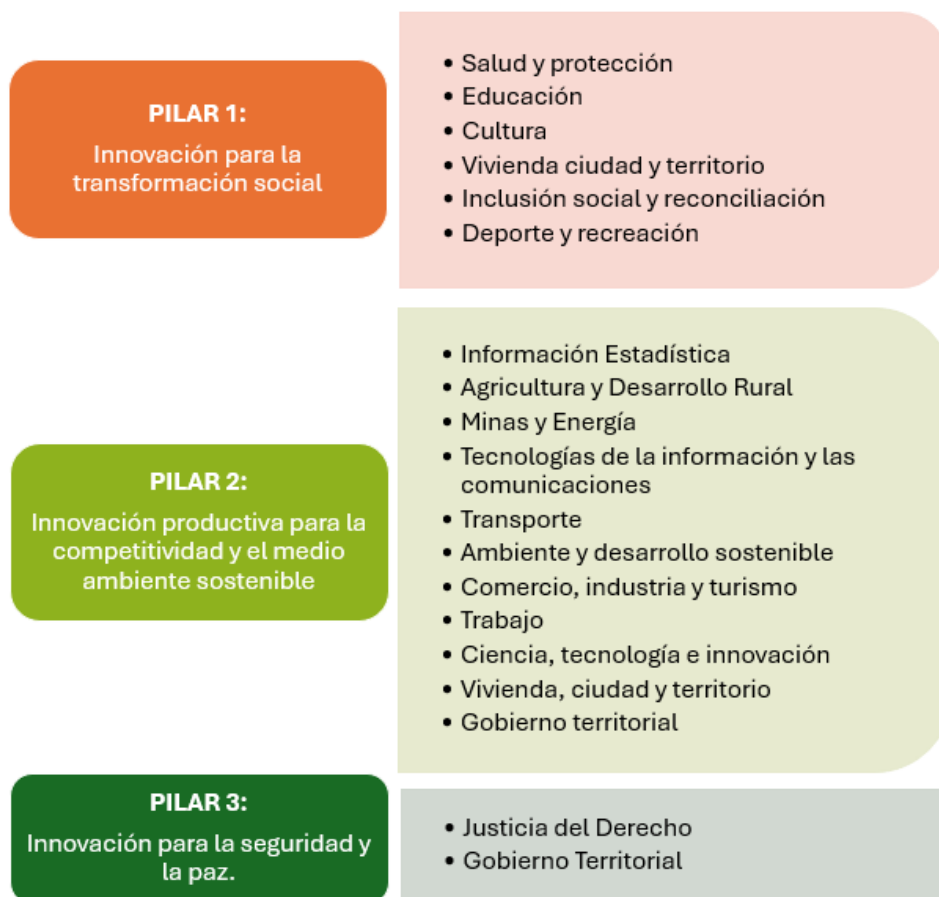 PILAR 1:
Innovación para la
transformación social
• Salud y protección
• Educación
• Cultura
• Vivienda ciudad y territorio
• Inclusión social y reconciliación
• Deporte y recreación
PILAR 2:
Innovación productiva para la
competitividad y el medio
ambiente sostenible
• Información Estadística
• Agricultura y Desarrollo Rural
• Minas y Energía
• Tecnologías de la información y las
comunicaciones
• Transporte
• Ambiente y desarrollo sostenible
• Comercio, industria y turismo
• Trabajo
• Ciencia, tecnología e innovación
• Vivienda, ciudad y territorio
• Gobierno territorial
PILAR 3:
Innovación para la seguridad y
la paz.
• Justicia del Derecho
• Gobierno Territorial